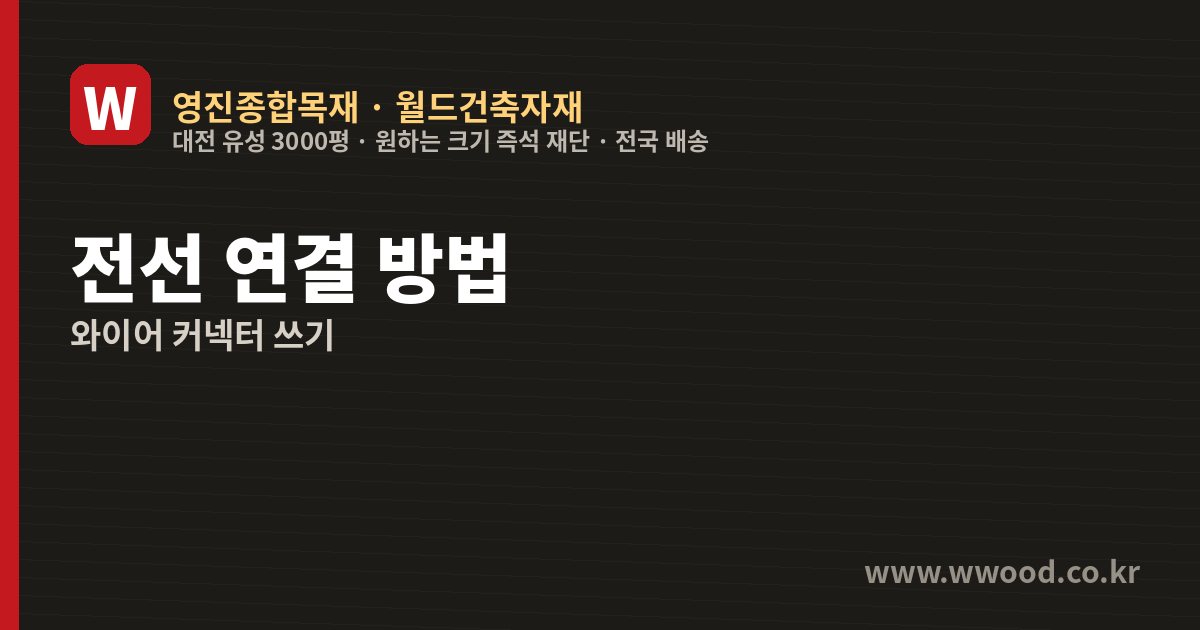 W
영진종합목재 · 월드건축자재
대전 유성 3000평 · 원하는 크기 즉석 재단 · 전국 배송
전선 연결 방법
와이어 커넥터 쓰기
www.wwood.co.kr